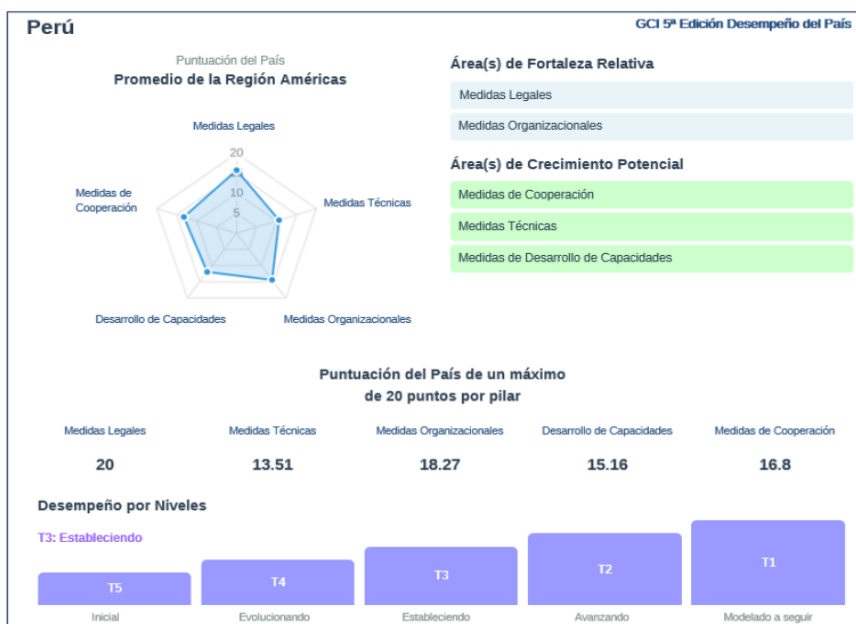 Perú
GCI 5ª Edición Desempeño del País
Puntuación del País
Promedio de la Región Américas
Medidas Legales
20
10
5
Medidas de
Cooperación
Medidas Técnicas
Desarrollo de Capacidades
Medidas Organizacionales
Área(s) de Fortaleza Relativa
Medidas Legales
Medidas Organizacionales
Área(s) de Crecimiento Potencial
Medidas de Cooperación
Medidas Técnicas
Medidas de Desarrollo de Capacidades
Puntuación del País de un máximo
de 20 puntos por pilar
Medidas Legales Medidas Técnicas Medidas Organizacionales Desarrollo de Capacidades Medidas de Cooperación
20 13.51 18.27 15.16 16.8
Desempeño por Niveles
T3: Estableciendo
T5 T4 T3 T2 T1
Inicial Evolucionando Estableciendo Avanzando Modelado a seguir